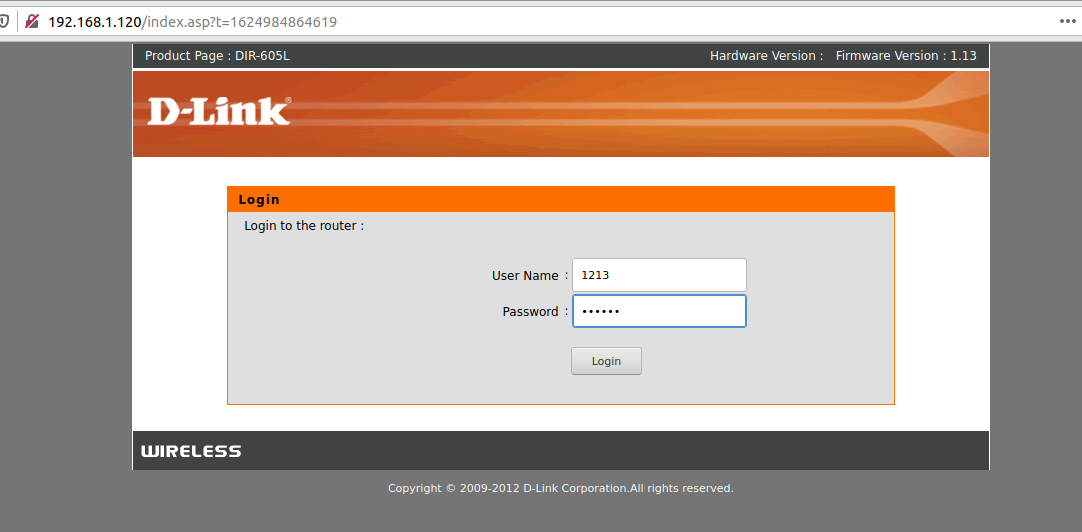 192.168.1.120/index.asp?t=1624984864619
Product Page : DIR-605L Hardware Version : Firmware Version : 1.13
D-Link®
Login
Login to the router :
User Name : 1213
Password : ••••••
Login
WIRELESS
Copyright © 2009-2012 D-Link Corporation.All rights reserved.